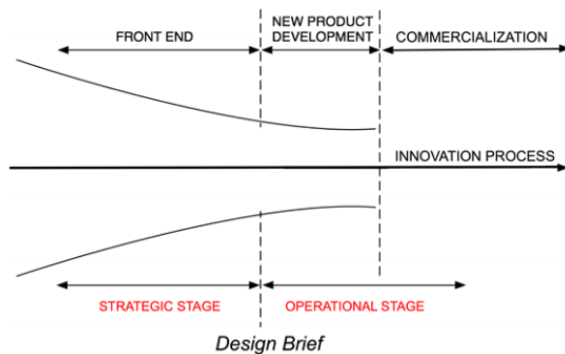 FRONT END
NEW PRODUCT
DEVELOPMENT
COMMERCIALIZATION
INNOVATION PROCESS
STRATEGIC STAGE
OPERATIONAL STAGE
Design Brief